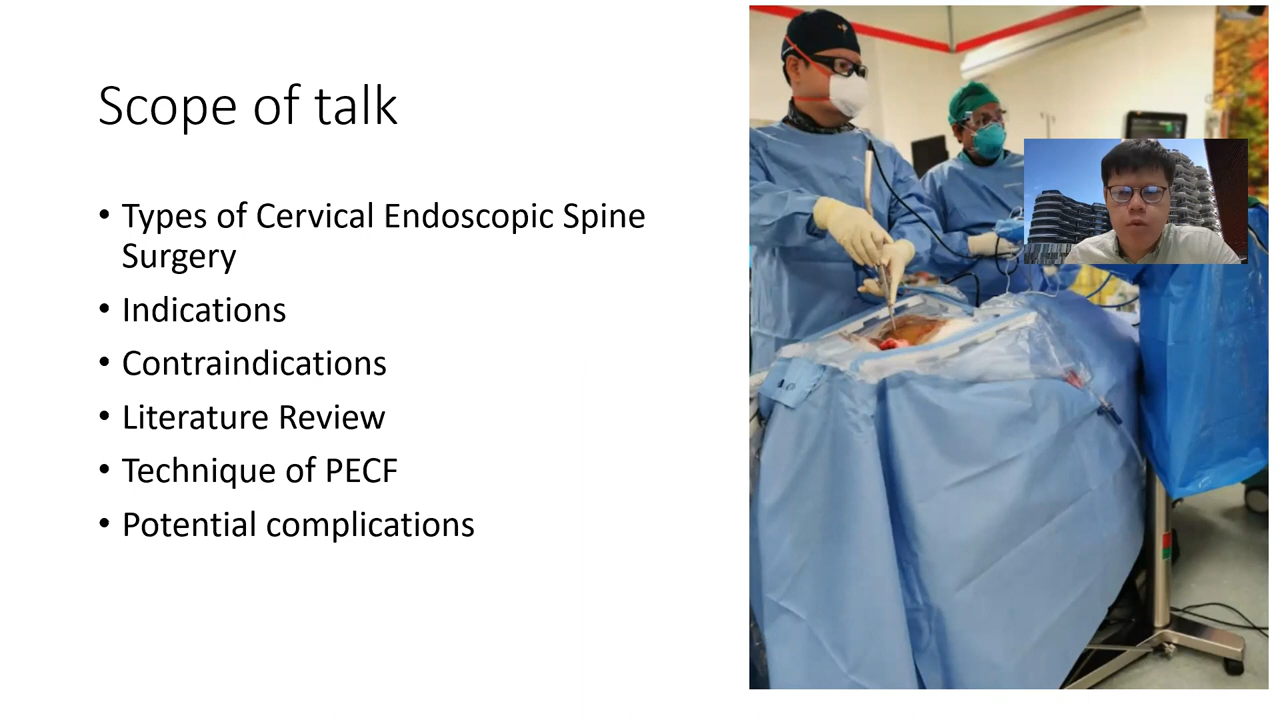 Scope of talk
• Types of Cervical Endoscopic Spine
Surgery
• Indications
• Contraindications
• Literature Review
• Technique of PECF
• Potential complications